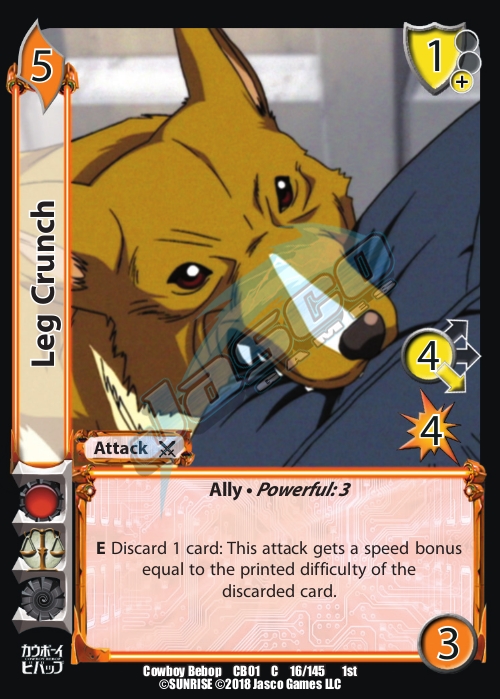 5
1
+
Leg Crunch
JASCO
GAMES
4
4
Attack
Ally • Powerful: 3
E Discard 1 card: This attack gets a speed bonus
equal to the printed difficulty of the
discarded card.
3
カウボーイ
ビバップ
Cowboy Bebop CB01 C 16/145 1st
©SUNRISE ©2018 Jasco Games LLC